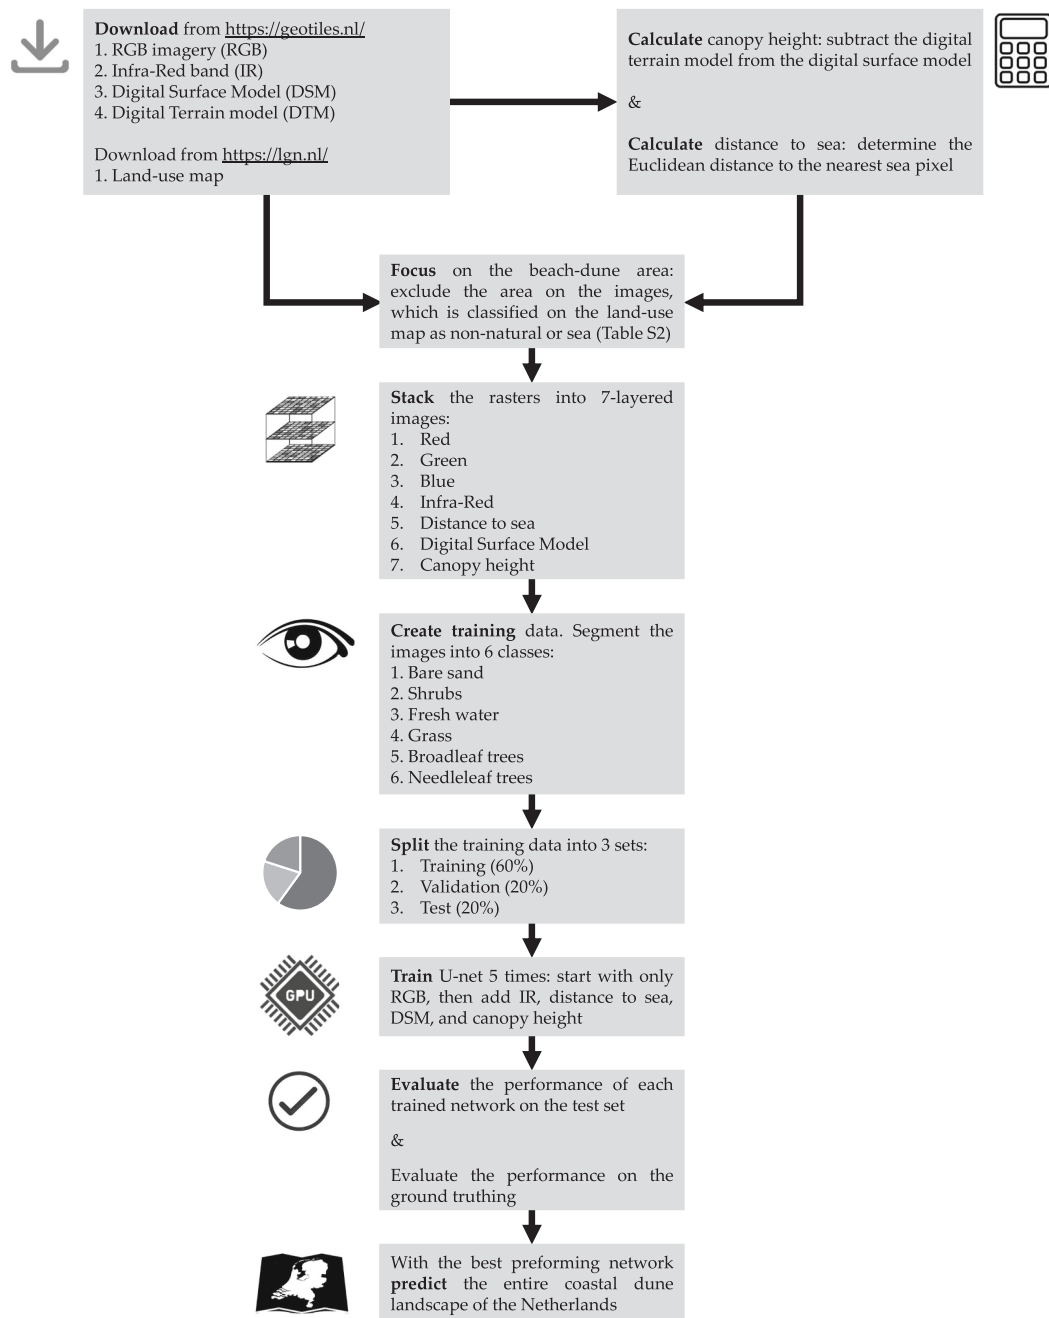 Download from https://geotiles.nl/
1. RGB imagery (RGB)
2. Infra-Red band (IR)
3. Digital Surface Model (DSM)
4. Digital Terrain model (DTM)
Download from https://lgn.nl/
1. Land-use map
Calculate canopy height: subtract the digital
terrain model from the digital surface model
&
Calculate distance to sea: determine the
Euclidean distance to the nearest sea pixel
Focus on the beach-dune area:
exclude the area on the images,
which is classified on the land-use
map as non-natural or sea (Table S2)
Stack the rasters into 7-layered
images:
1. Red
2. Green
3. Blue
4. Infra-Red
5. Distance to sea
6. Digital Surface Model
7. Canopy height
Create training data. Segment the
images into 6 classes:
1. Bare sand
2. Shrubs
3. Fresh water
4. Grass
5. Broadleaf trees
6. Needleleaf trees
Split the training data into 3 sets:
1. Training (60%)
2. Validation (20%)
3. Test (20%)
GPU
Train U-net 5 times: start with only
RGB, then add IR, distance to sea,
DSM, and canopy height
Evaluate the performance of each
trained network on the test set
&
Evaluate the performance on the
ground truthing
With the best preforming network
predict the entire coastal dune
landscape of the Netherlands